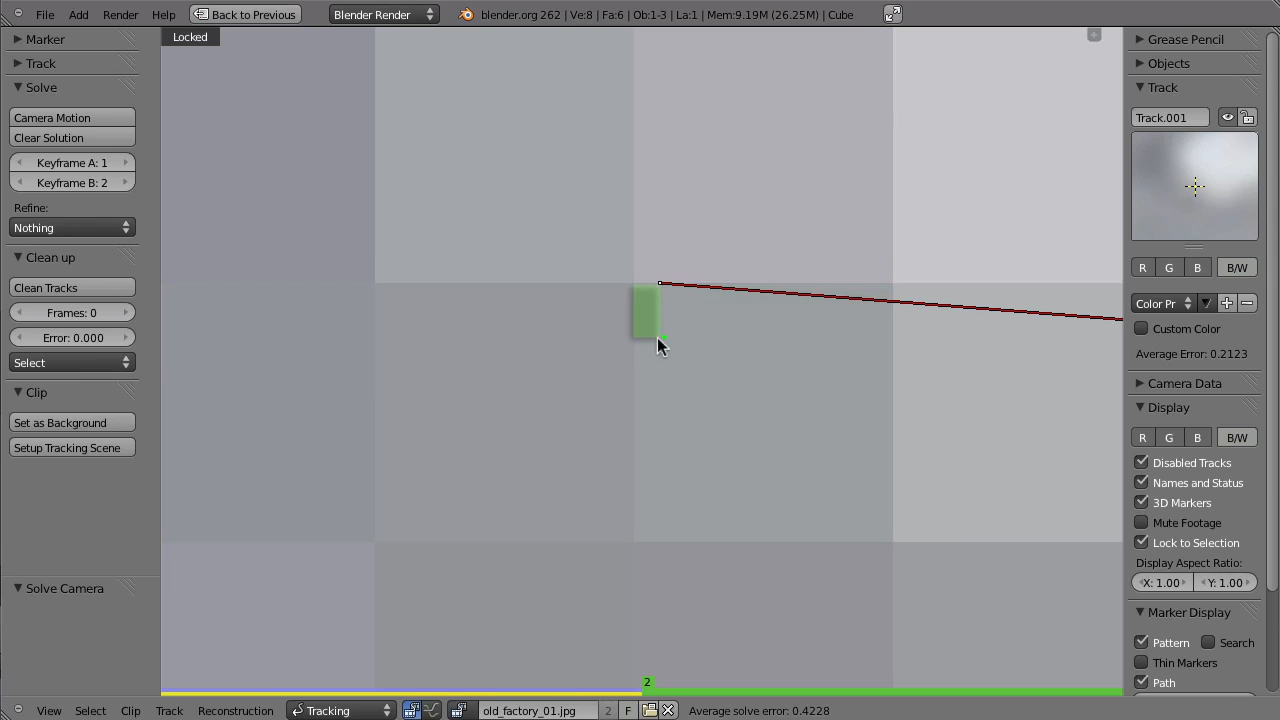 File Add Render Help Back to Previous Blender Render blender.org 262 | Ve:8 | Fa:6 | Ob:1-3 | La:1 | Mem:9.19M (26.25M) | Cube
Marker
Track
Solve
Camera Motion
Clear Solution
Keyframe A: 1
Keyframe B: 2
Refine:
Nothing
Clean up
Clean Tracks
Frames: 0
Error: 0.000
Select
Clip
Set as Background
Setup Tracking Scene
Solve Camera
Locked
2
Grease Pencil
Objects
Track
Track.001
R G B B/W
Color Pr
Custom Color
Average Error: 0.2123
Camera Data
Display
R G B B/W
Disabled Tracks
Names and Status
3D Markers
Mute Footage
Lock to Selection
Display Aspect Ratio:
X: 1.00 Y: 1.00
Marker Display
Pattern Search
Thin Markers
Path
View Select Clip Track Reconstruction Tracking old_factory_01.jpg 2 F Average solve error: 0.4228